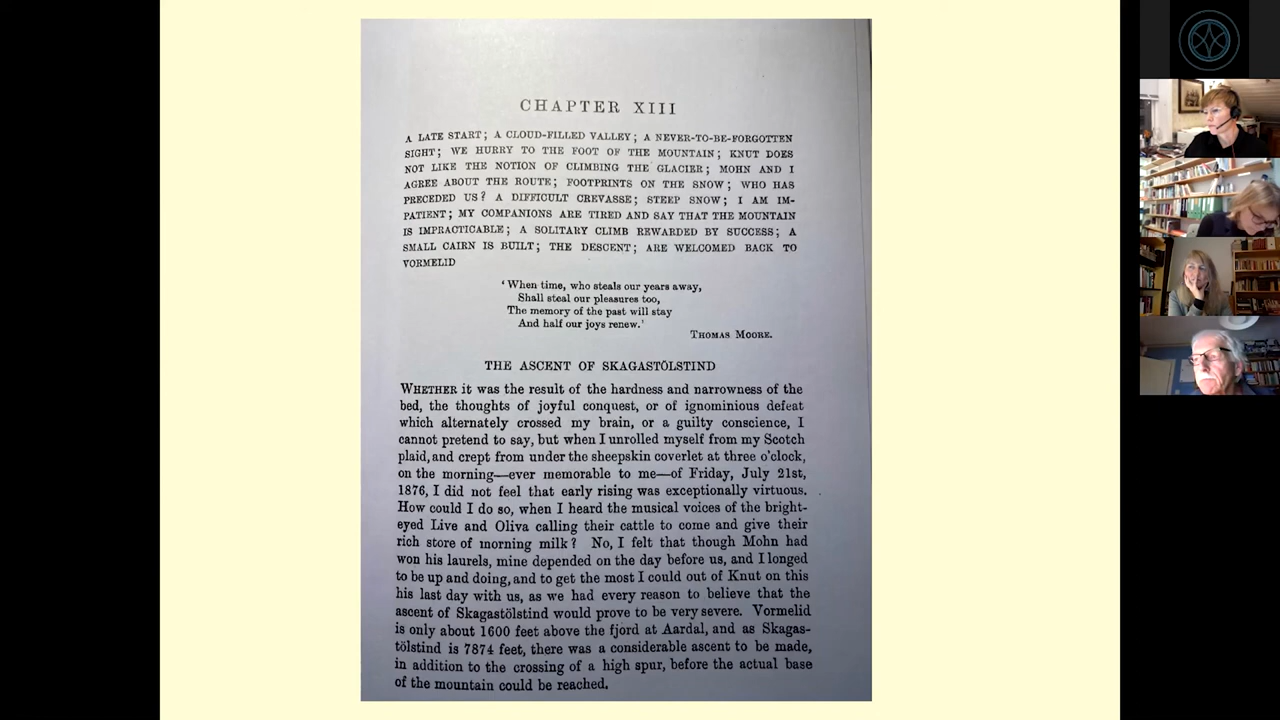 CHAPTER XIII
A LATE START; A CLOUD-FILLED VALLEY; A NEVER-TO-BE-FORGOTTEN
SIGHT; WE HURRY TO THE FOOT OF THE MOUNTAIN; KNUT DOES
NOT LIKE THE NOTION OF CLIMBING THE GLACIER; MOHN AND I
AGREE ABOUT THE ROUTE; FOOTPRINTS ON THE SNOW; WHO HAS
PRECEDED US? A DIFFICULT CREVASSE; STEEP SNOW; I AM IM-
PATIENT; MY COMPANIONS ARE TIRED AND SAY THAT THE MOUNTAIN
IS IMPRACTICABLE; A SOLITARY CLIMB REWARDED BY SUCCESS; A
SMALL CAIRN IS BUILT; THE DESCENT; ARE WELCOMED BACK TO
VORMELID
‘When time, who steals our years away,
Shall steal our pleasures too,
The memory of the past will stay
And half our joys renew.’
THOMAS MOORE.
THE ASCENT OF SKAGASTÖLSTIND
WHETHER it was the result of the hardness and narrowness of the
bed, the thoughts of joyful conquest, or of ignominious defeat
which alternately crossed my brain, or a guilty conscience, I
cannot pretend to say, but when I unrolled myself from my Scotch
plaid, and crept from under the sheepskin coverlet at three o'clock,
on the morning—ever memorable to me—of Friday, July 21st,
1876, I did not feel that early rising was exceptionally virtuous.
How could I do so, when I heard the musical voices of the bright-
eyed Live and Oliva calling their cattle to come and give their
rich store of morning milk? No, I felt that though Mohn had
won his laurels, mine depended on the day before us, and I longed
to be up and doing, and to get the most I could out of Knut on this
his last day with us, as we had every reason to believe that the
ascent of Skagastölstind would prove to be very severe. Vormelid
is only about 1600 feet above the fjord at Aardal, and as Skagas-
tölstind is 7874 feet, there was a considerable ascent to be made,
in addition to the crossing of a high spur, before the actual base
of the mountain could be reached.